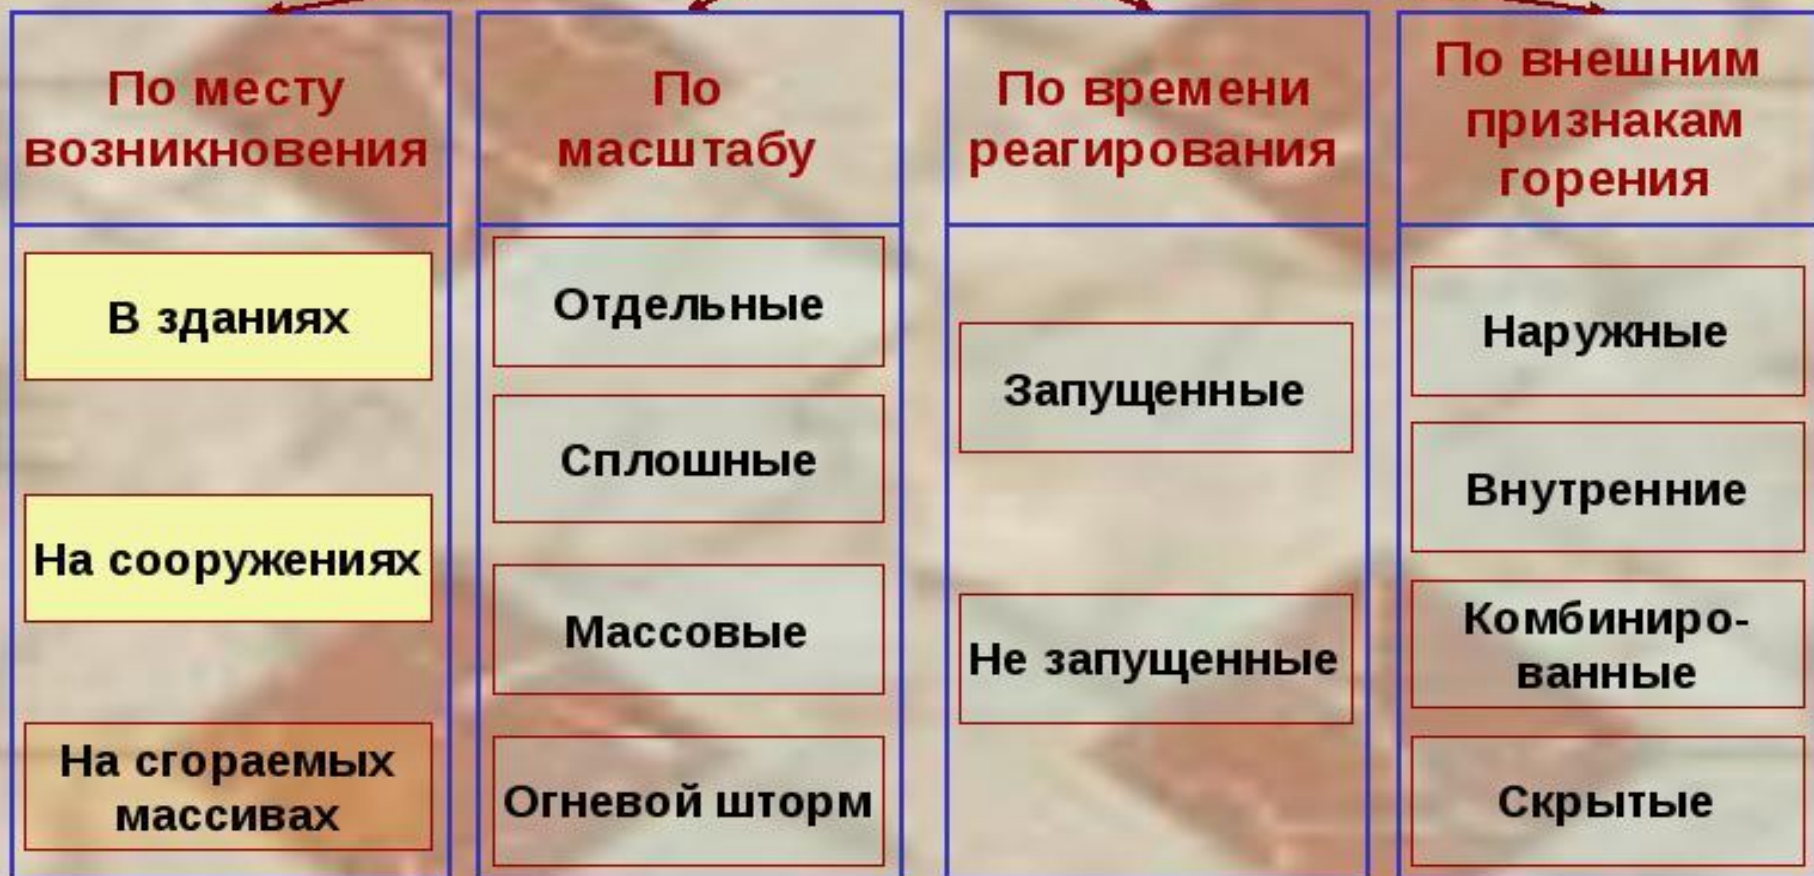 По месту
возникновения
В зданиях
На сооружениях
На сгораемых
массивах
По
масштабу
Отдельные
Сплошные
Массовые
Огневой шторм
По времени
реагирования
Запущенные
Не запущенные
По внешним
признакам
горения
Наружные
Внутренние
Комбиниро-
ванные
Скрытые